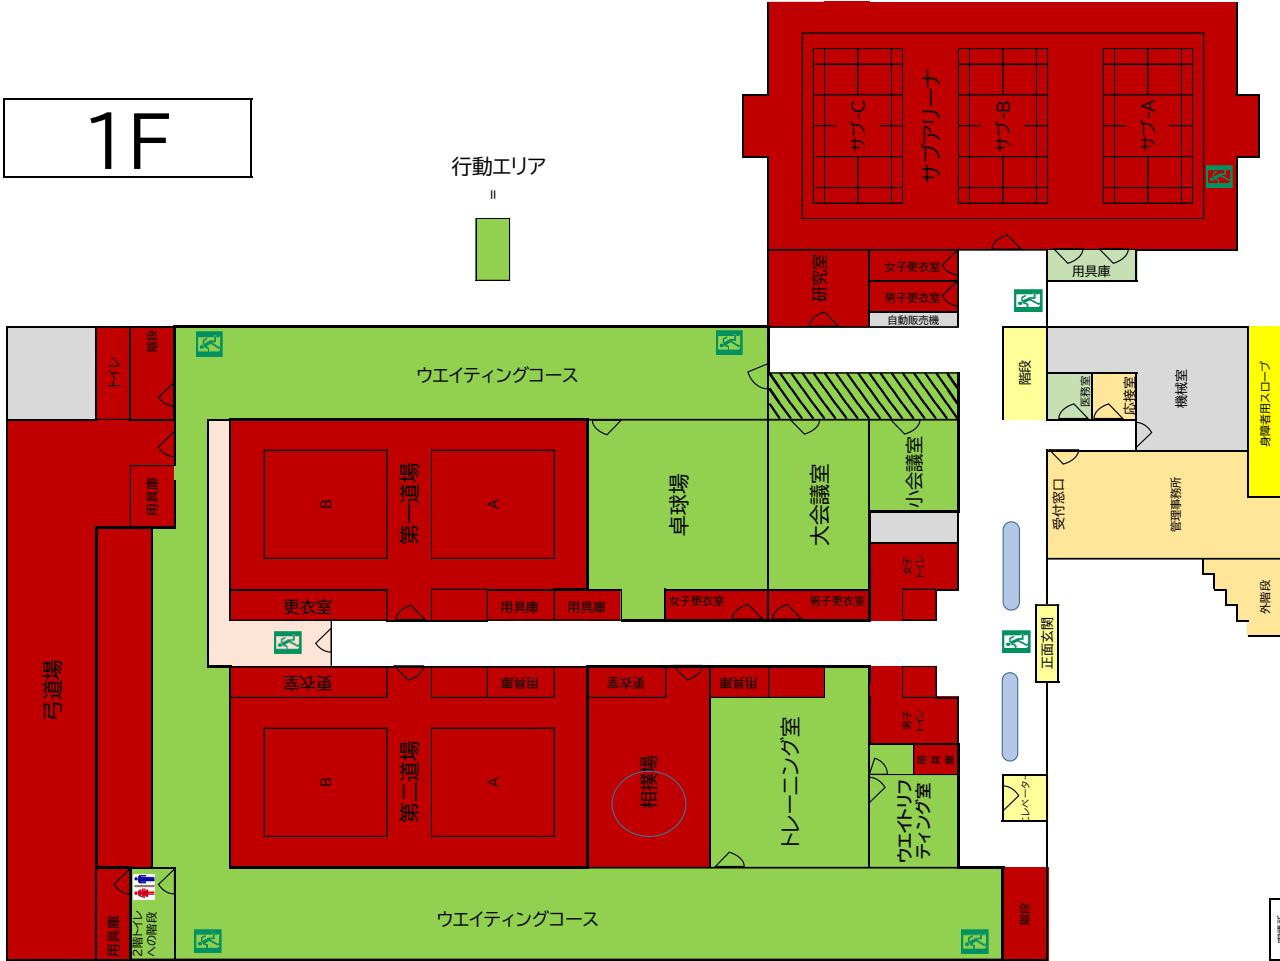 1F
行動エリア
=
サブアリーナ
サブ-C
サブ-B
サブ-A
研究室
女子更衣室
男子更衣室
自動販売機
用具庫
トイレ
階段
ウエイティングコース
階段
医務室
応接室
機械室
身障者用スロープ
用具庫
B
第一道場
A
卓球場
大会議室
小会議室
受付窓口
管理事務所
女子
トイレ
外階段
更衣室
用具庫
用具庫
女子更衣室
男子更衣室
正面玄関
弓道場
更衣室
用具庫
更衣室
用具庫
男子
トイレ
B
第二道場
A
相撲場
トレーニング室
用具庫
ウエイトリフ
ティング室
エレベーター
用具庫
2階トイレ
への階段
ウエイティングコース
階段